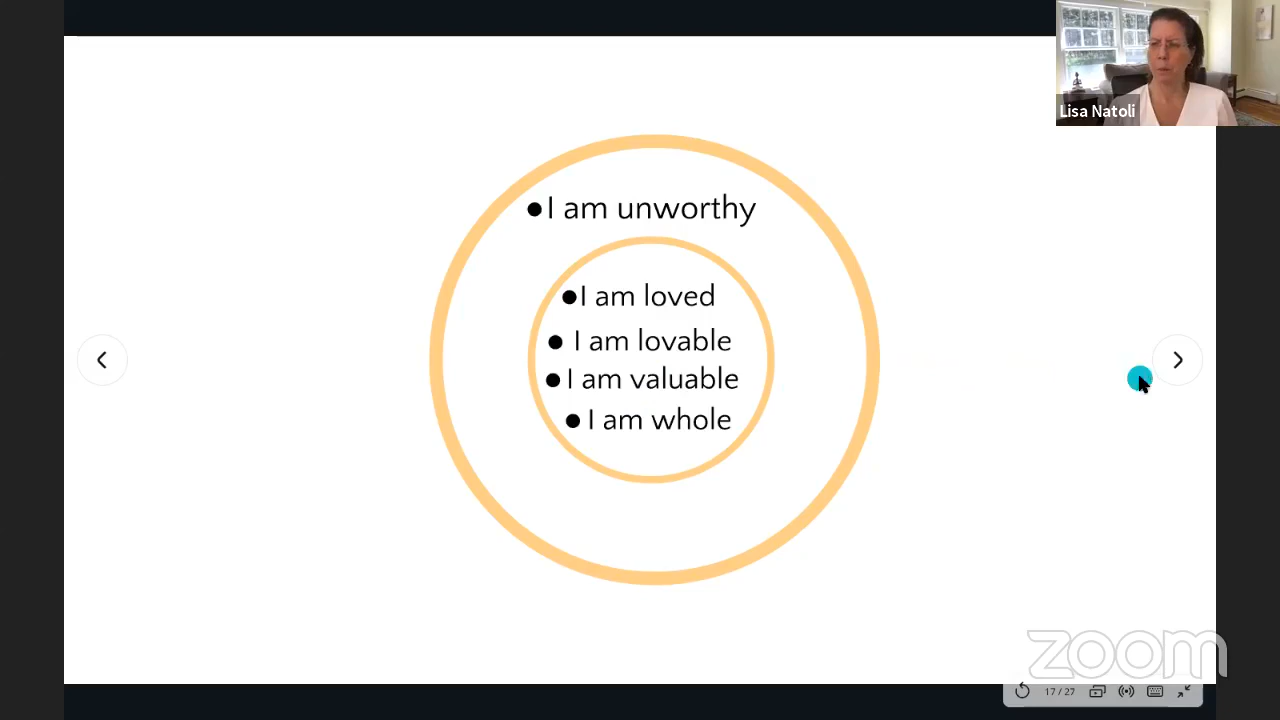 Lisa Natoli
•I am unworthy
•I am loved
• I am lovable
•I am valuable
• I am whole
zoom
17 / 27